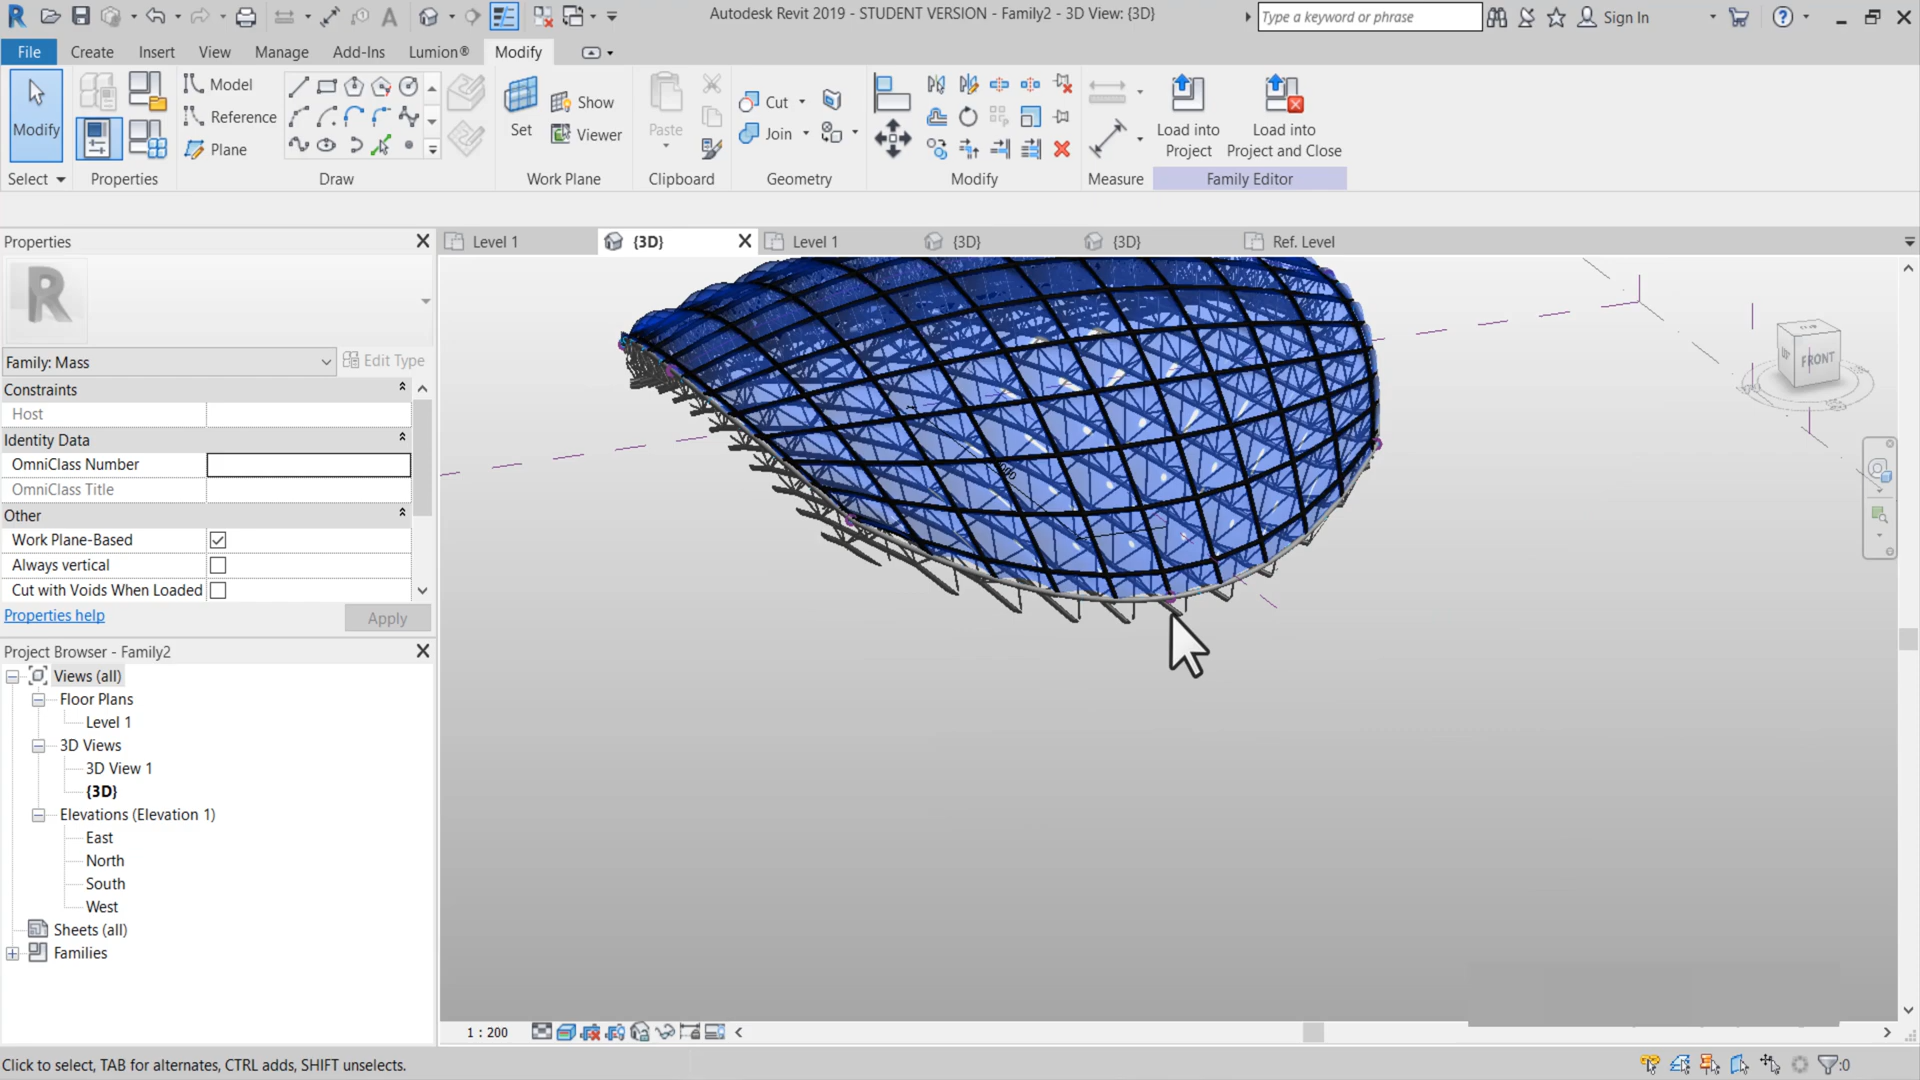 Autodesk Revit 2019 - STUDENT VERSION - Family2 - 3D View: {3D}
Type a keyword or phrase
Sign In
File
Create
Insert
View
Manage
Add-Ins
Lumion®
Modify
Modify
Model
Reference
Plane
Set
Show
Viewer
Paste
Cut
Join
Load into
Project
Load into
Project and Close
Select
Properties
Draw
Work Plane
Clipboard
Geometry
Modify
Measure
Family Editor
Properties
Level 1
{3D}
Level 1
{3D}
{3D}
Ref. Level
R
Family: Mass
Edit Type
Constraints
Host
Identity Data
OmniClass Number
OmniClass Title
Other
Work Plane-Based
Always vertical
Cut with Voids When Loaded
Properties help
Apply
FRONT
Project Browser - Family2
Views (all)
Floor Plans
Level 1
3D Views
3D View 1
{3D}
Elevations (Elevation 1)
East
North
South
West
Sheets (all)
Families
1 : 200
Click to select, TAB for alternates, CTRL adds, SHIFT unselects.
:0